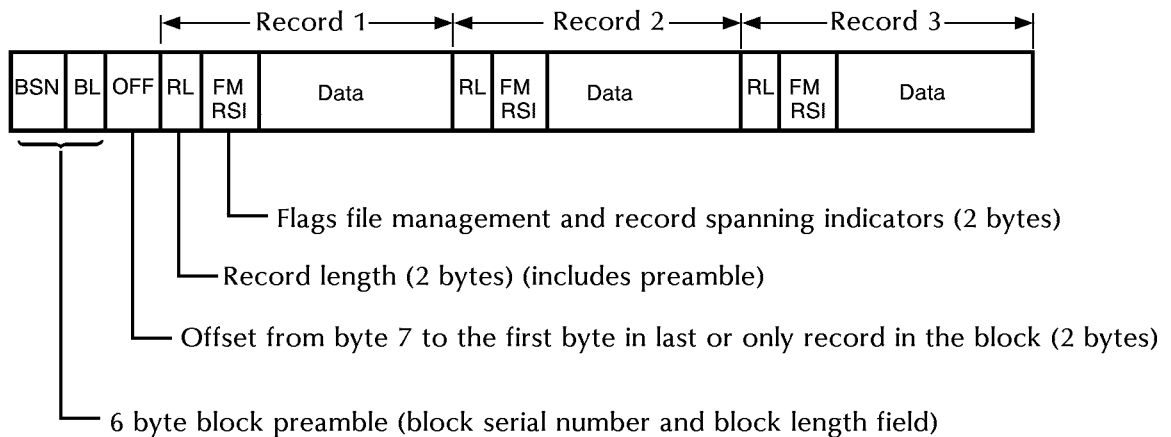 Record 1 Record 2 Record 3
BSN BL OFF RL FM RSI Data RL FM RSI Data RL FM RSI Data
Flags file management and record spanning indicators (2 bytes)
Record length (2 bytes) (includes preamble)
Offset from byte 7 to the first byte in last or only record in the block (2 bytes)
6 byte block preamble (block serial number and block length field)